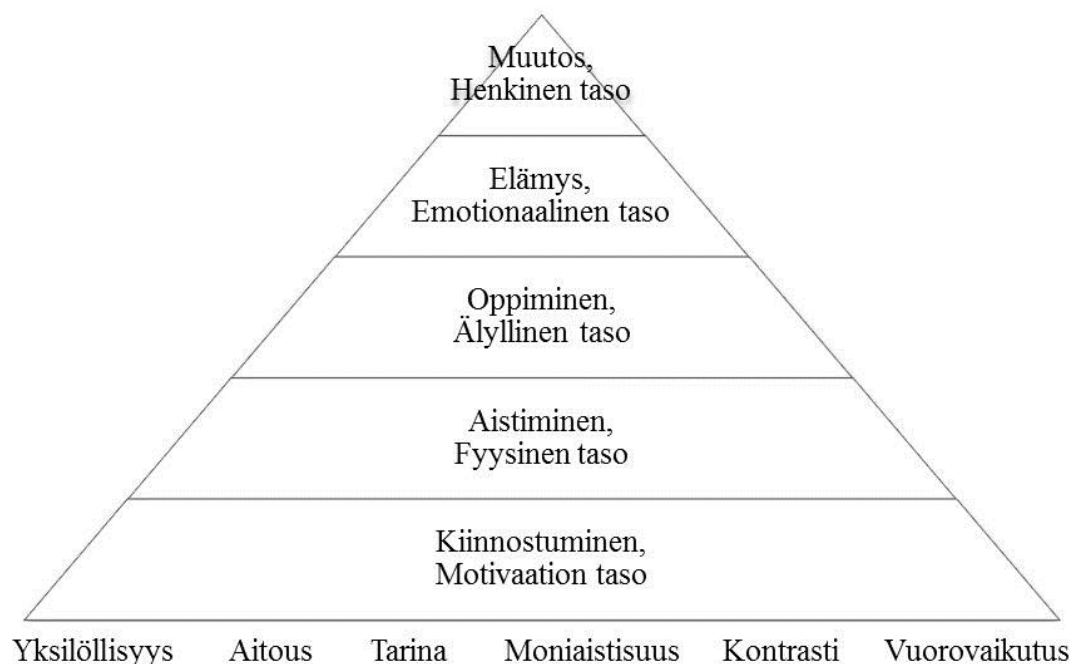 Muutos,
Henkinen taso
Elämys,
Emotionaalinen taso
Oppiminen,
Älyllinen taso
Aistiminen,
Fyysinen taso
Kiinnostuminen,
Motivaation taso
Yksilöllisyys Aitous Tarina Moniaistisuus Kontrasti Vuorovaikutus